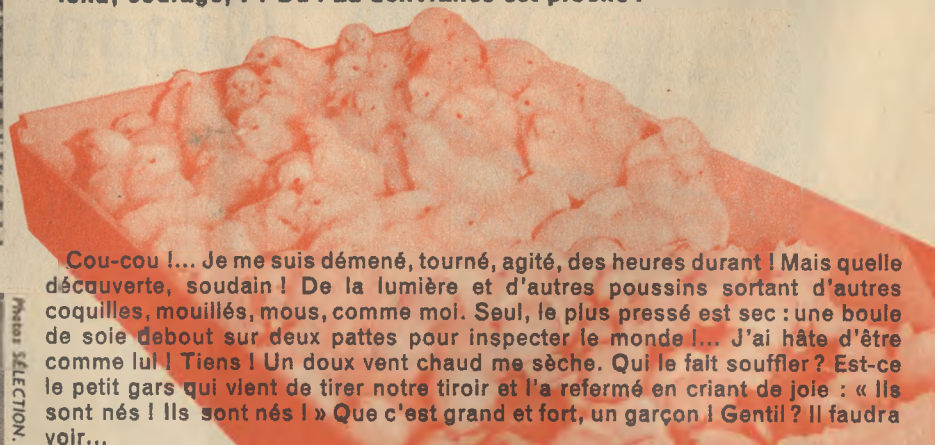 Cou-cou !... Je me suis démené, tourné, agité, des heures durant ! Mais quelle
découverte, soudain ! De la lumière et d'autres poussins sortant d'autres
coquilles, mouillés, mous, comme moi. Seul, le plus pressé est sec : une boule
de soie debout sur deux pattes pour inspecter le monde !... J'ai hâte d'être
comme lui ! Tiens ! Un doux vent chaud me sèche. Qui le fait souffler ? Est-ce
le petit gars qui vient de tirer notre tiroir et l'a refermé en criant de joie : « Ils
sont nés ! Ils sont nés ! » Que c'est grand et fort, un garçon ! Gentil ? Il faudra
voir...
Photos SÉLECTION.